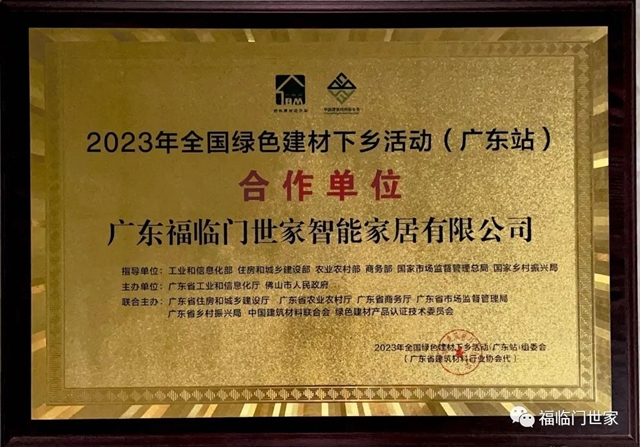 2023年全国绿色建材下乡活动(广东站)
合作单位
广东福临门世家智能家居有限公司
指导单位:工业和信息化部 住房和城乡建设部 农业农村部 商务部 国家市场监督管理总局 国家乡村振兴局
主办单位:广东省工业和信息化厅 佛山市人民政府
联合主办:广东省住房和城乡建设厅 广东省农业农村厅 广东省商务厅 广东省市场监督管理局
广东省乡村振兴局 中国建筑材料联合会 绿色建材产品认证技术委员会
2023年全国绿色建材下乡活动(广东站)组委会
(广东省建筑材料行业协会代)
福临门世家